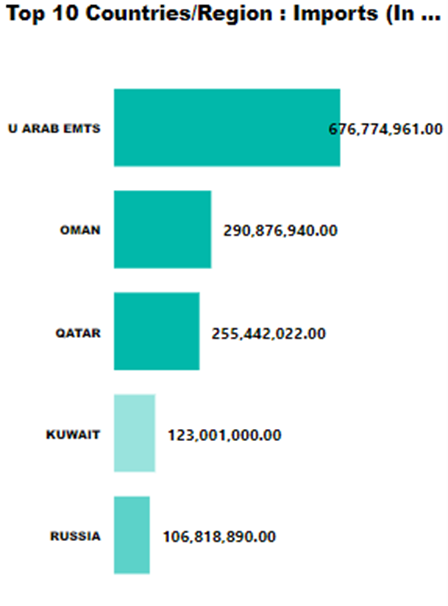 Top 10 Countries/Region : Imports (In ...
U ARAB EMTS 676,774,961.00
OMAN 290,876,940.00
QATAR 255,442,022.00
KUWAIT 123,001,000.00
RUSSIA 106,818,890.00